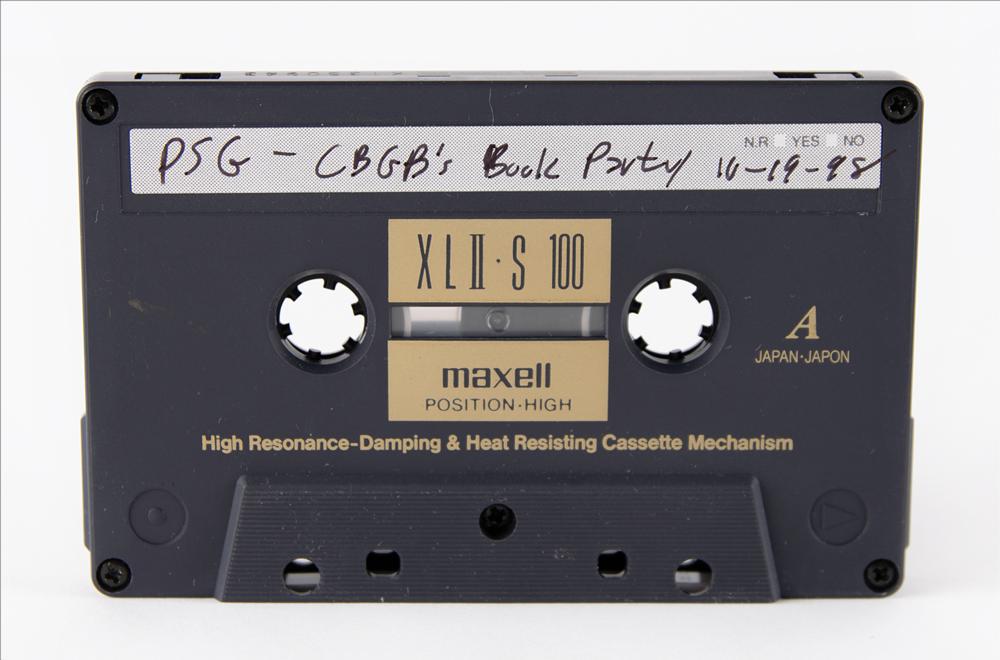 PSG - CBGB's Book Party 10-19-98
N.R YES NO
XLII·S 100
maxell
POSITION·HIGH
A
JAPAN·JAPON
High Resonance-Damping & Heat Resisting Cassette Mechanism